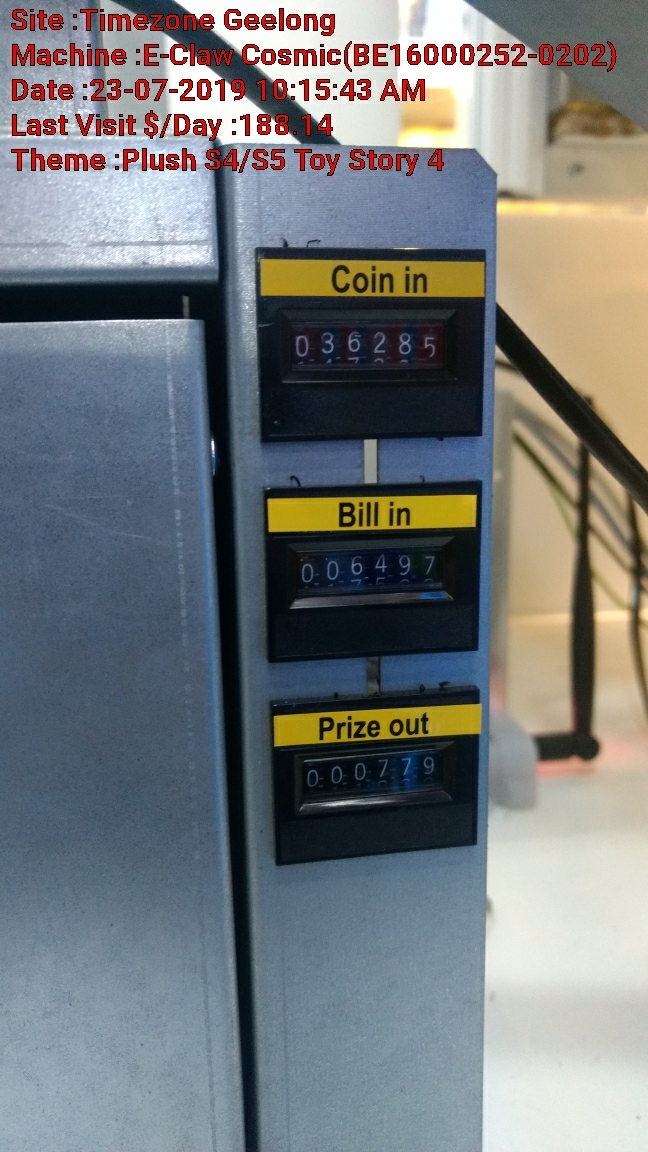 Site :Timezone Geelong
Machine :E-Claw Cosmic(BE16000252-0202)
Date :23-07-2019 10:15:43 AM
Last Visit $/Day :188.14
Theme :Plush S4/S5 Toy Story 4
Coin in
036285
Bill in
006497
Prize out
000779